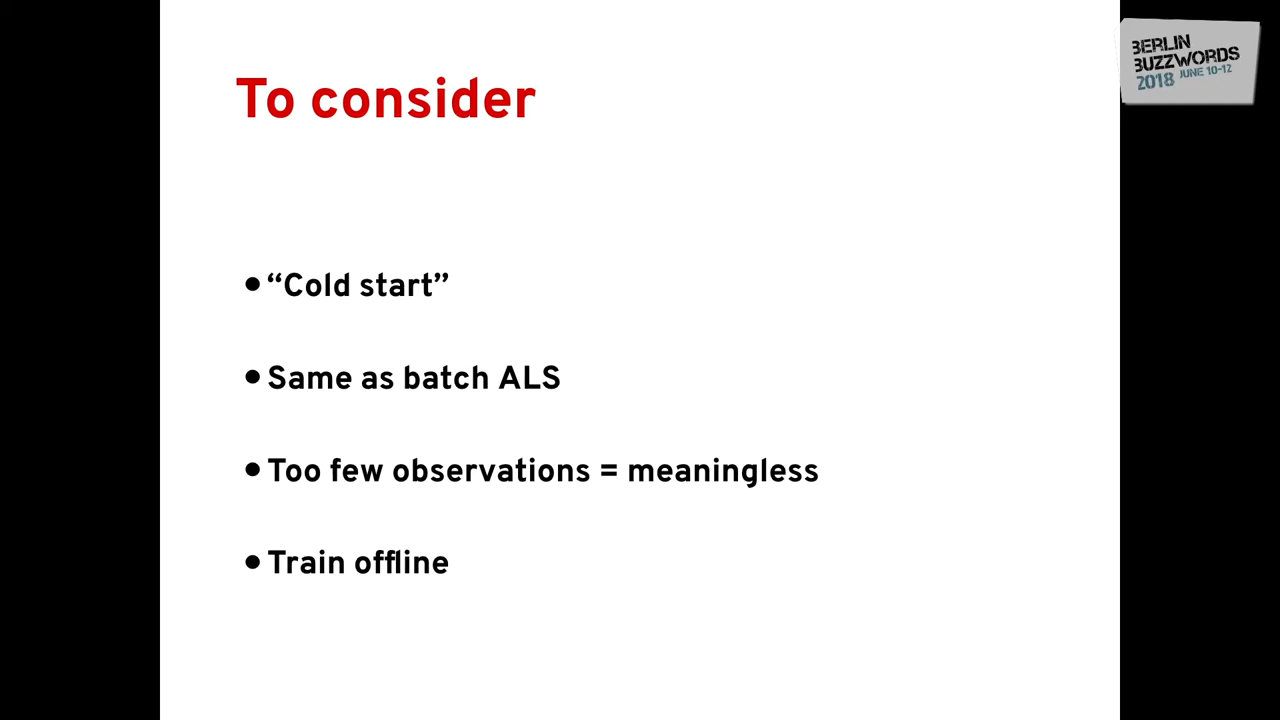 To consider
• “Cold start”
• Same as batch ALS
• Too few observations = meaningless
• Train offline
BERLIN
BUZZWORDS
2018 JUNE 10-12